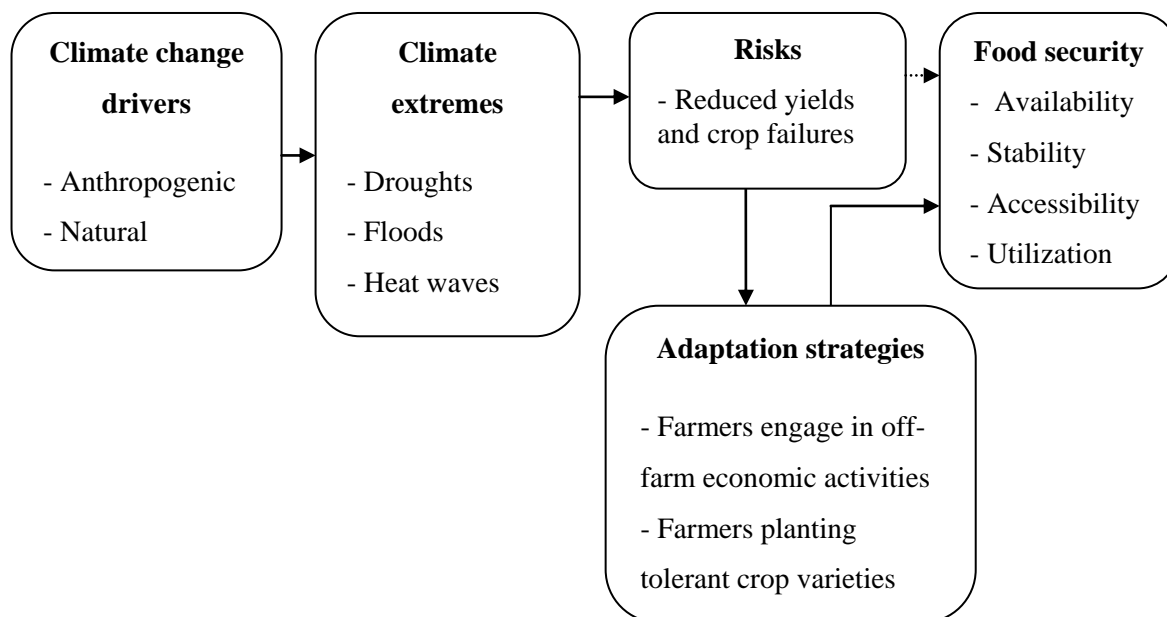 Climate change
drivers
- Anthropogenic
- Natural
Climate
extremes
- Droughts
- Floods
- Heat waves
Risks
- Reduced yields
and crop failures
Food security
- Availability
- Stability
- Accessibility
- Utilization
Adaptation strategies
- Farmers engage in off-
farm economic activities
- Farmers planting
tolerant crop varieties